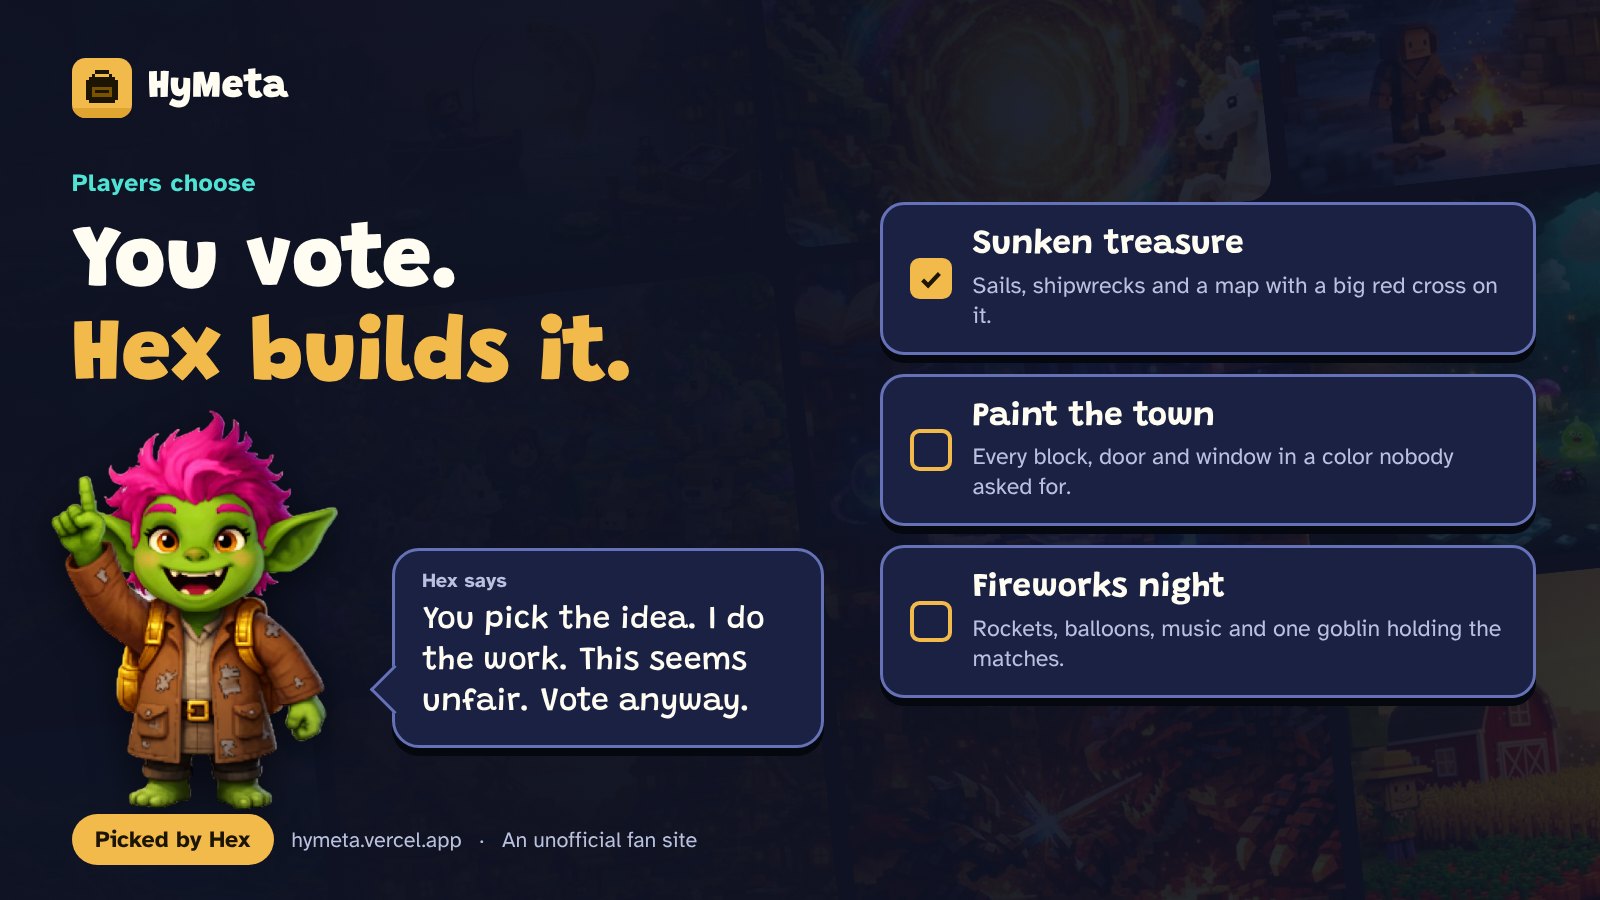 HyMeta
Players choose
You vote.
Hex builds it.
Hex says
You pick the idea. I do
the work. This seems
unfair. Vote anyway.
Picked by Hex
hymeta.vercel.app · An unofficial fan site
Sunken treasure
Sails, shipwrecks and a map with a big red cross on
it.
Paint the town
Every block, door and window in a color nobody
asked for.
Fireworks night
Rockets, balloons, music and one goblin holding the
matches.